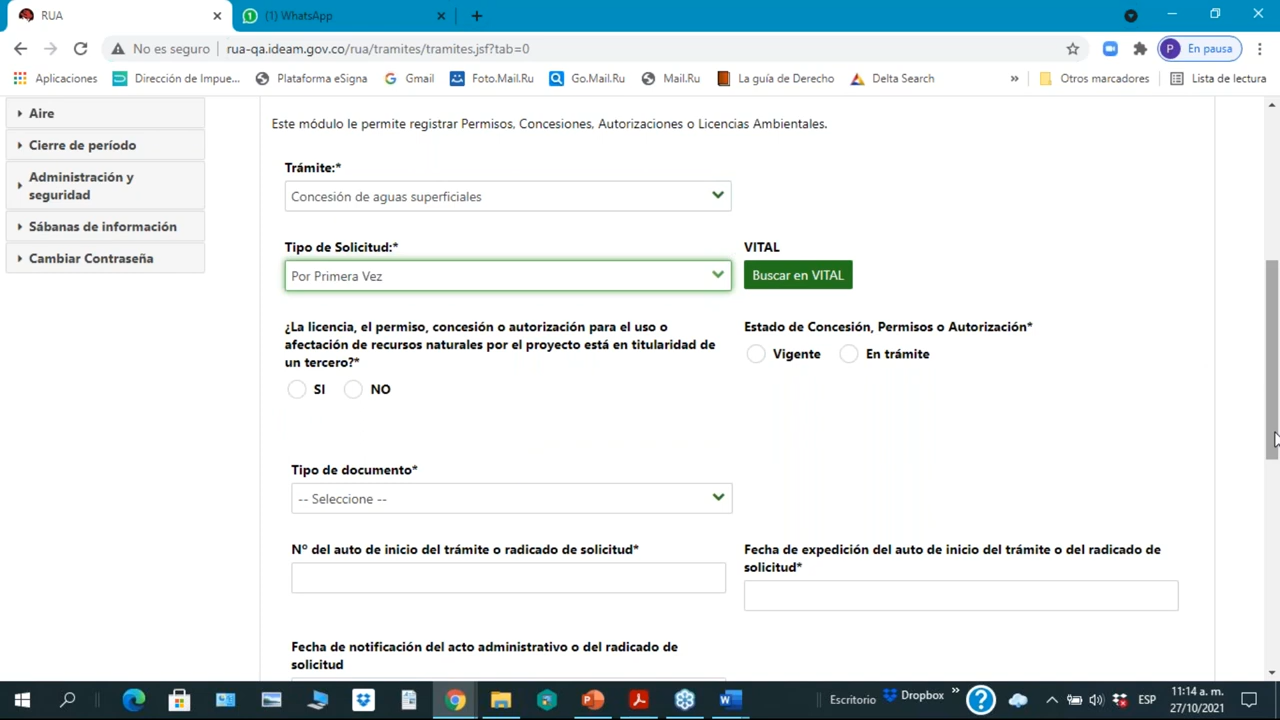 RUA
(1) WhatsApp
No es seguro
rua-qa.ideam.gov.co/rua/tramites/tramites.jsf?tab=0
P En pausa
Aplicaciones
Dirección de Impue...
Plataforma eSigna
Gmail
Foto.Mail.Ru
Go.Mail.Ru
Mail.Ru
La guía de Derecho
Delta Search
»
Otros marcadores
Lista de lectura
Aire
Cierre de período
Administración y
seguridad
Sábanas de información
Cambiar Contraseña
Este módulo le permite registrar Permisos, Concesiones, Autorizaciones o Licencias Ambientales.
Trámite:*
Concesión de aguas superficiales
Tipo de Solicitud:*
VITAL
Por Primera Vez
Buscar en VITAL
¿La licencia, el permiso, concesión o autorización para el uso o
afectación de recursos naturales por el proyecto está en titularidad de
un tercero?*
SI
NO
Estado de Concesión, Permisos o Autorización*
Vigente
En trámite
Tipo de documento*
-- Seleccione --
Nº del auto de inicio del trámite o radicado de solicitud*
Fecha de expedición del auto de inicio del trámite o del radicado de
solicitud*
Fecha de notificación del acto administrativo o del radicado de
solicitud
Escritorio
Dropbox
»
ESP
11:14 a. m.
27/10/2021